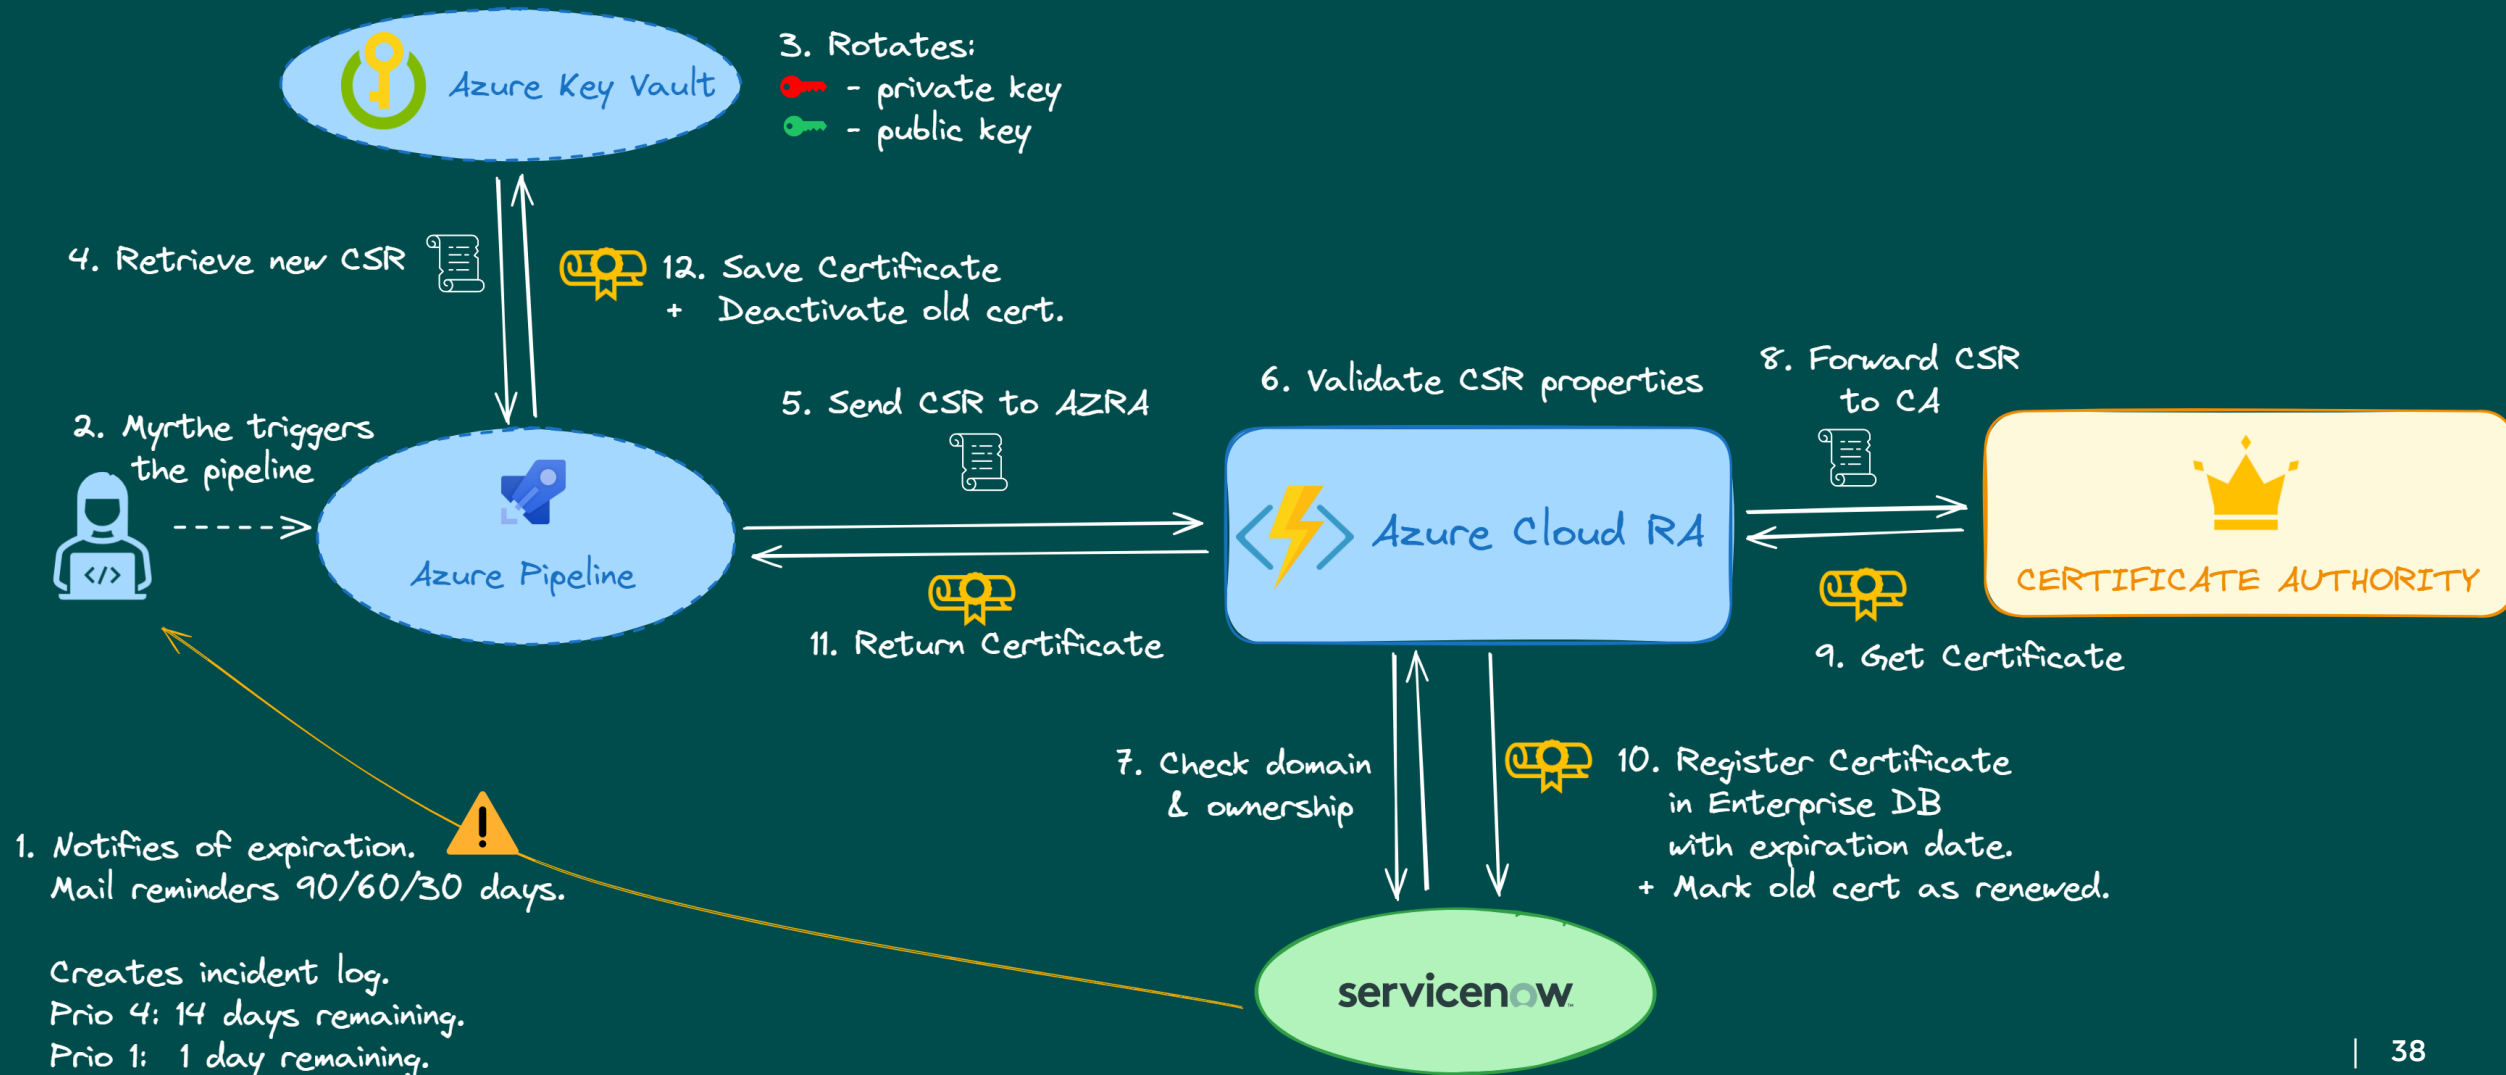 Azure Key Vault
3. Rotates:
- private key
- public key
4. Retrieve new CSR
12. Save Certificate
+ Deactivate old cert.
2. Myrthe triggers
the pipeline
</>
Azure Pipeline
5. Send CSR to AZRA
11. Return Certificate
6. Validate CSR properties
Azure Cloud RA
8. Forward CSR
to CA
CERTIFICATE AUTHORITY
9. Get Certificate
7. Check domain
& ownership
10. Register Certificate
in Enterprise DB
with expiration date.
+ Mark old cert as renewed.
1. Notifies of expiration.
Mail reminders 90/60/30 days.
Creates incident log.
Prio 4: 14 days remaining.
Prio 1: 1 day remaining.
servicenow
| 38